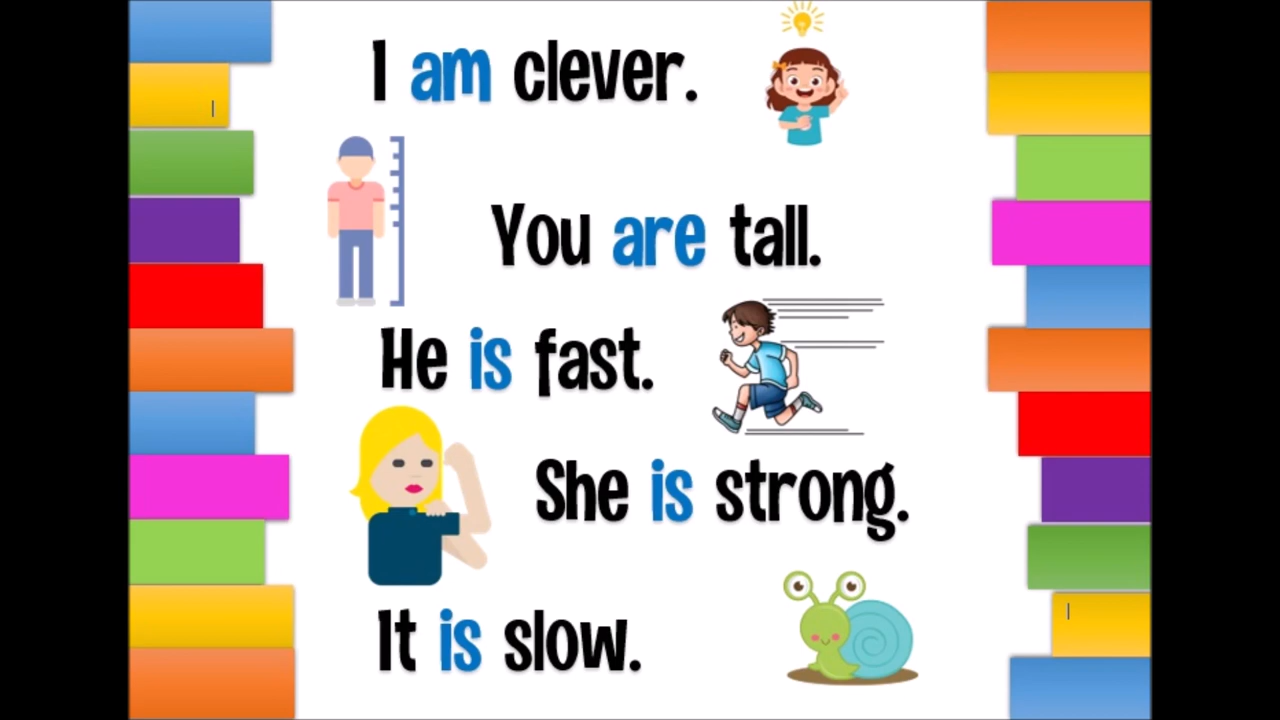 I am clever.
You are tall.
He is fast.
She is strong.
It is slow.